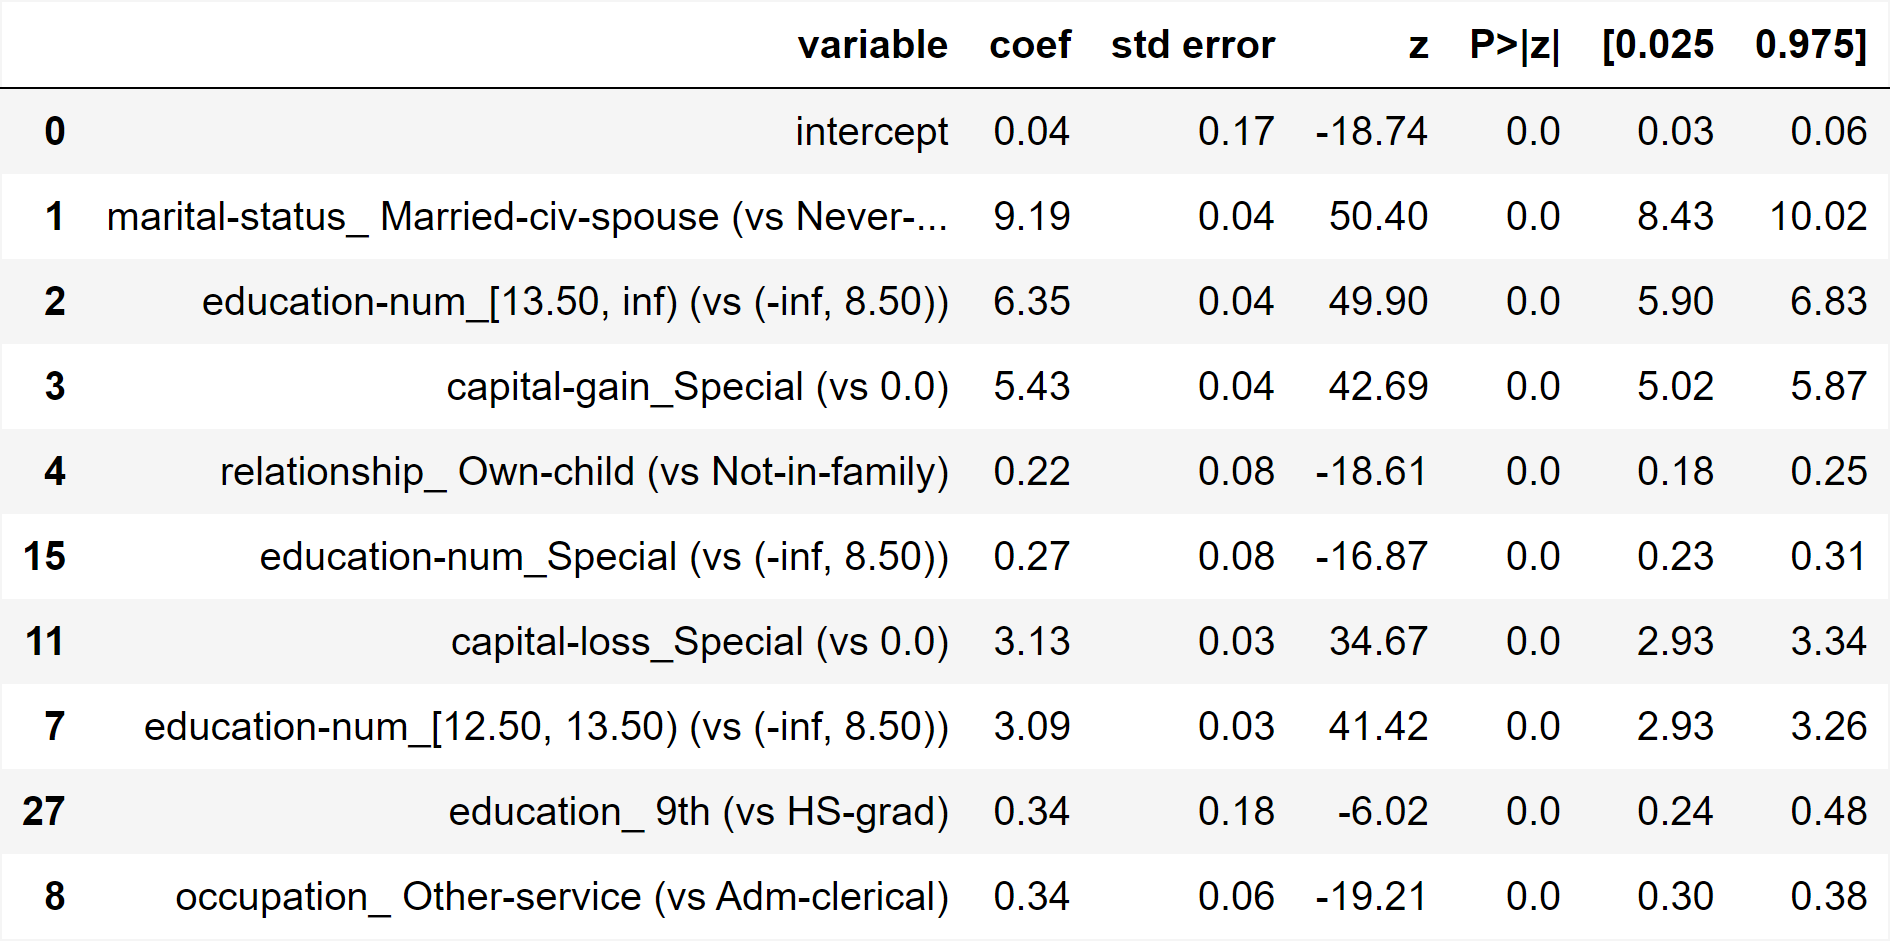 variable coef std error z P>|z| [0.025 0.975]
0 intercept 0.04 0.17 -18.74 0.0 0.03 0.06
1 marital-status_ Married-civ-spouse (vs Never-... 9.19 0.04 50.40 0.0 8.43 10.02
2 education-num_[13.50, inf) (vs (-inf, 8.50)) 6.35 0.04 49.90 0.0 5.90 6.83
3 capital-gain_Special (vs 0.0) 5.43 0.04 42.69 0.0 5.02 5.87
4 relationship_ Own-child (vs Not-in-family) 0.22 0.08 -18.61 0.0 0.18 0.25
15 education-num_Special (vs (-inf, 8.50)) 0.27 0.08 -16.87 0.0 0.23 0.31
11 capital-loss_Special (vs 0.0) 3.13 0.03 34.67 0.0 2.93 3.34
7 education-num_[12.50, 13.50) (vs (-inf, 8.50)) 3.09 0.03 41.42 0.0 2.93 3.26
27 education_ 9th (vs HS-grad) 0.34 0.18 -6.02 0.0 0.24 0.48
8 occupation_ Other-service (vs Adm-clerical) 0.34 0.06 -19.21 0.0 0.30 0.38